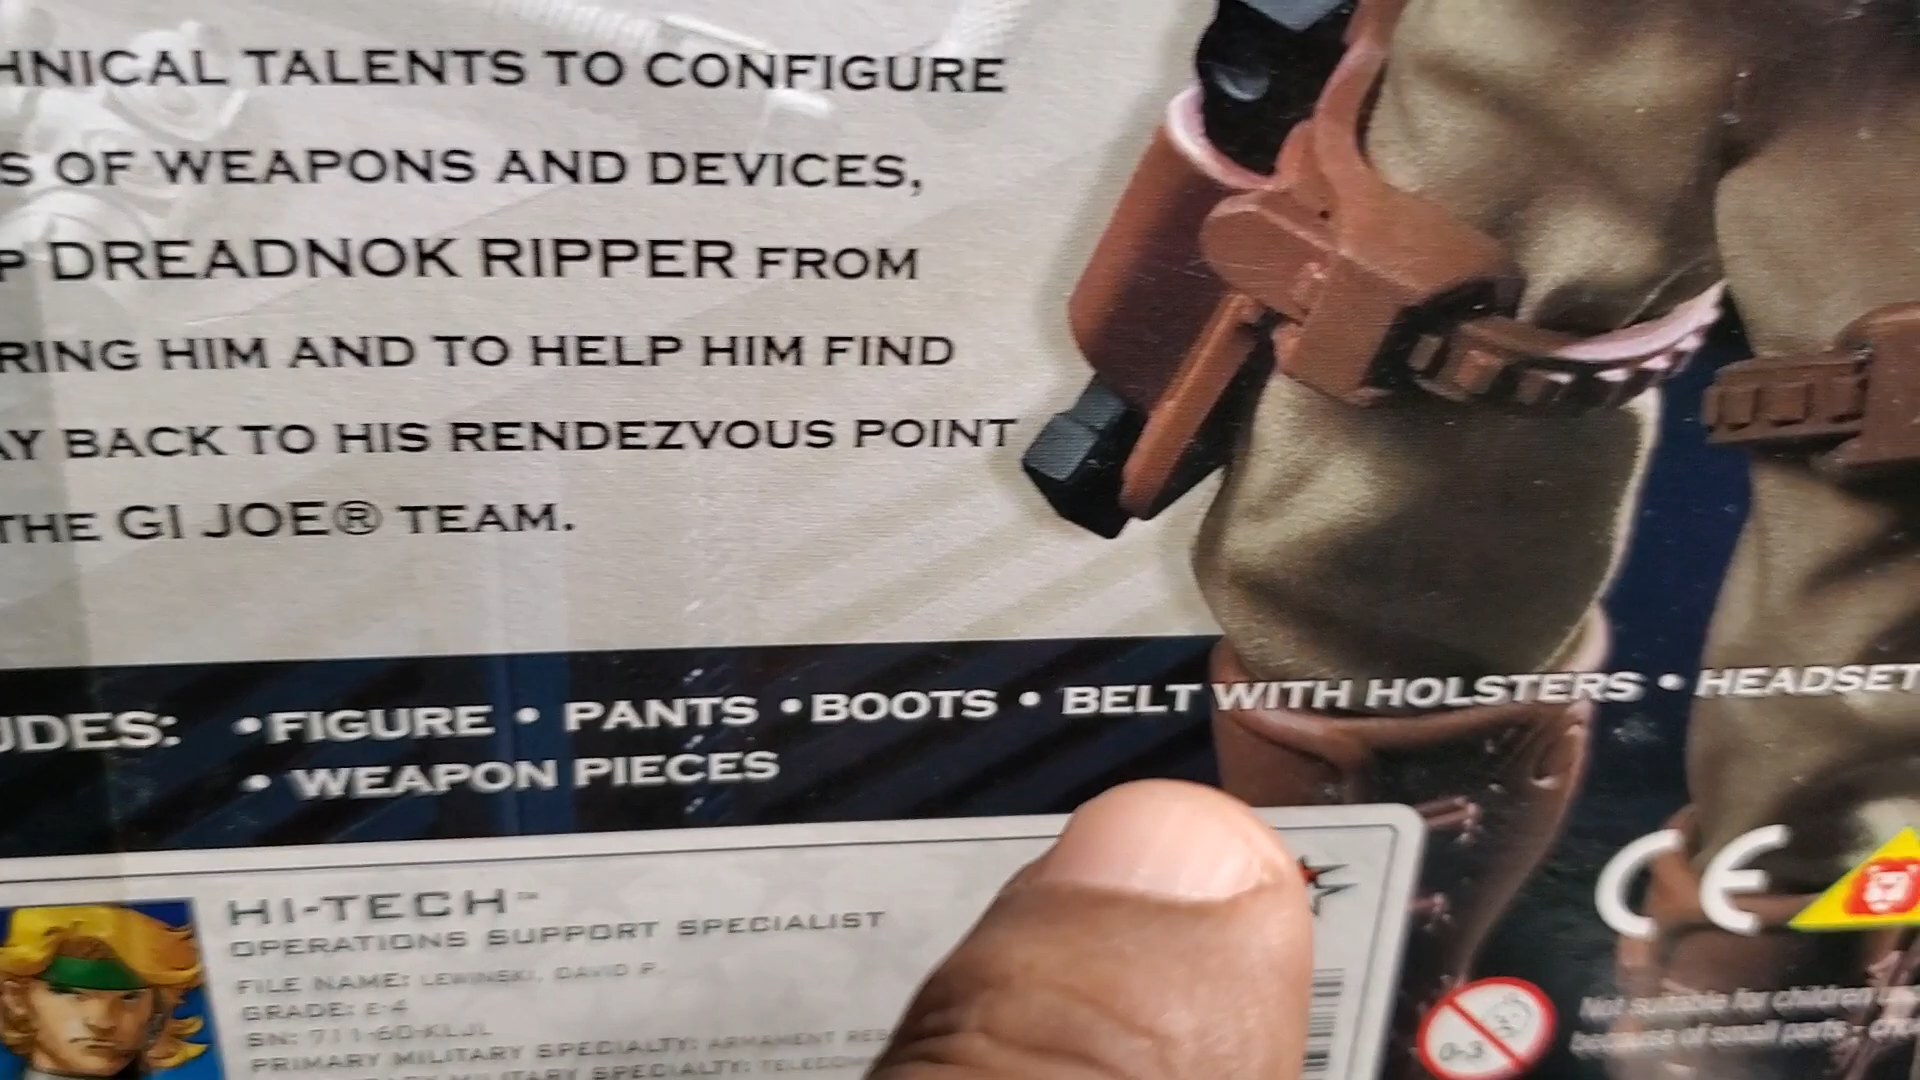 HNICAL TALENTS TO CONFIGURE
S OF WEAPONS AND DEVICES,
P DREADNOK RIPPER FROM
RING HIM AND TO HELP HIM FIND
AY BACK TO HIS RENDEZVOUS POINT
THE GI JOE® TEAM.
UDES: • FIGURE • PANTS • BOOTS • BELT WITH HOLSTERS • HEADSET
• WEAPON PIECES
HI-TECH™
OPERATIONS SUPPORT SPECIALIST
FILE NAME: LEWINSKI, DAVID P.
GRADE: E-4
SN: 711-60-KLJL
PRIMARY MILITARY SPECIALTY: ARMAMENT
MILITARY SPECIALTY:
CE
0-3
Not suitable for children
because of small parts -